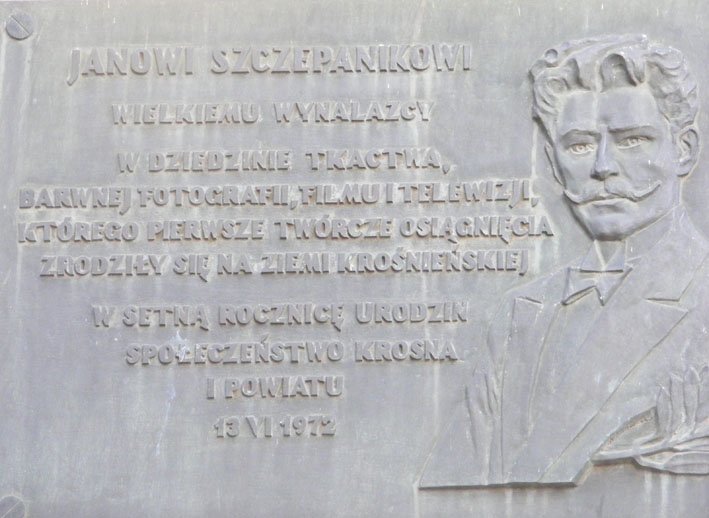 JANOWI SZCZEPANIKOWI
WIELKIEMU WYNALAZCY
W DZIEDZINIE TKACTWA,
BARWNEJ FOTOGRAFII, FILMU I TELEWIZJI,
KTÓREGO PIERWSZE TWÓRCZE OSIĄGNIĘCIA
ZRODZIŁY SIĘ NA ZIEMI KROŚNIEŃSKIEJ
W SETNĄ ROCZNICĘ URODZIN
SPOŁECZEŃSTWO KROSNA
I POWIATU
13 VI 1972